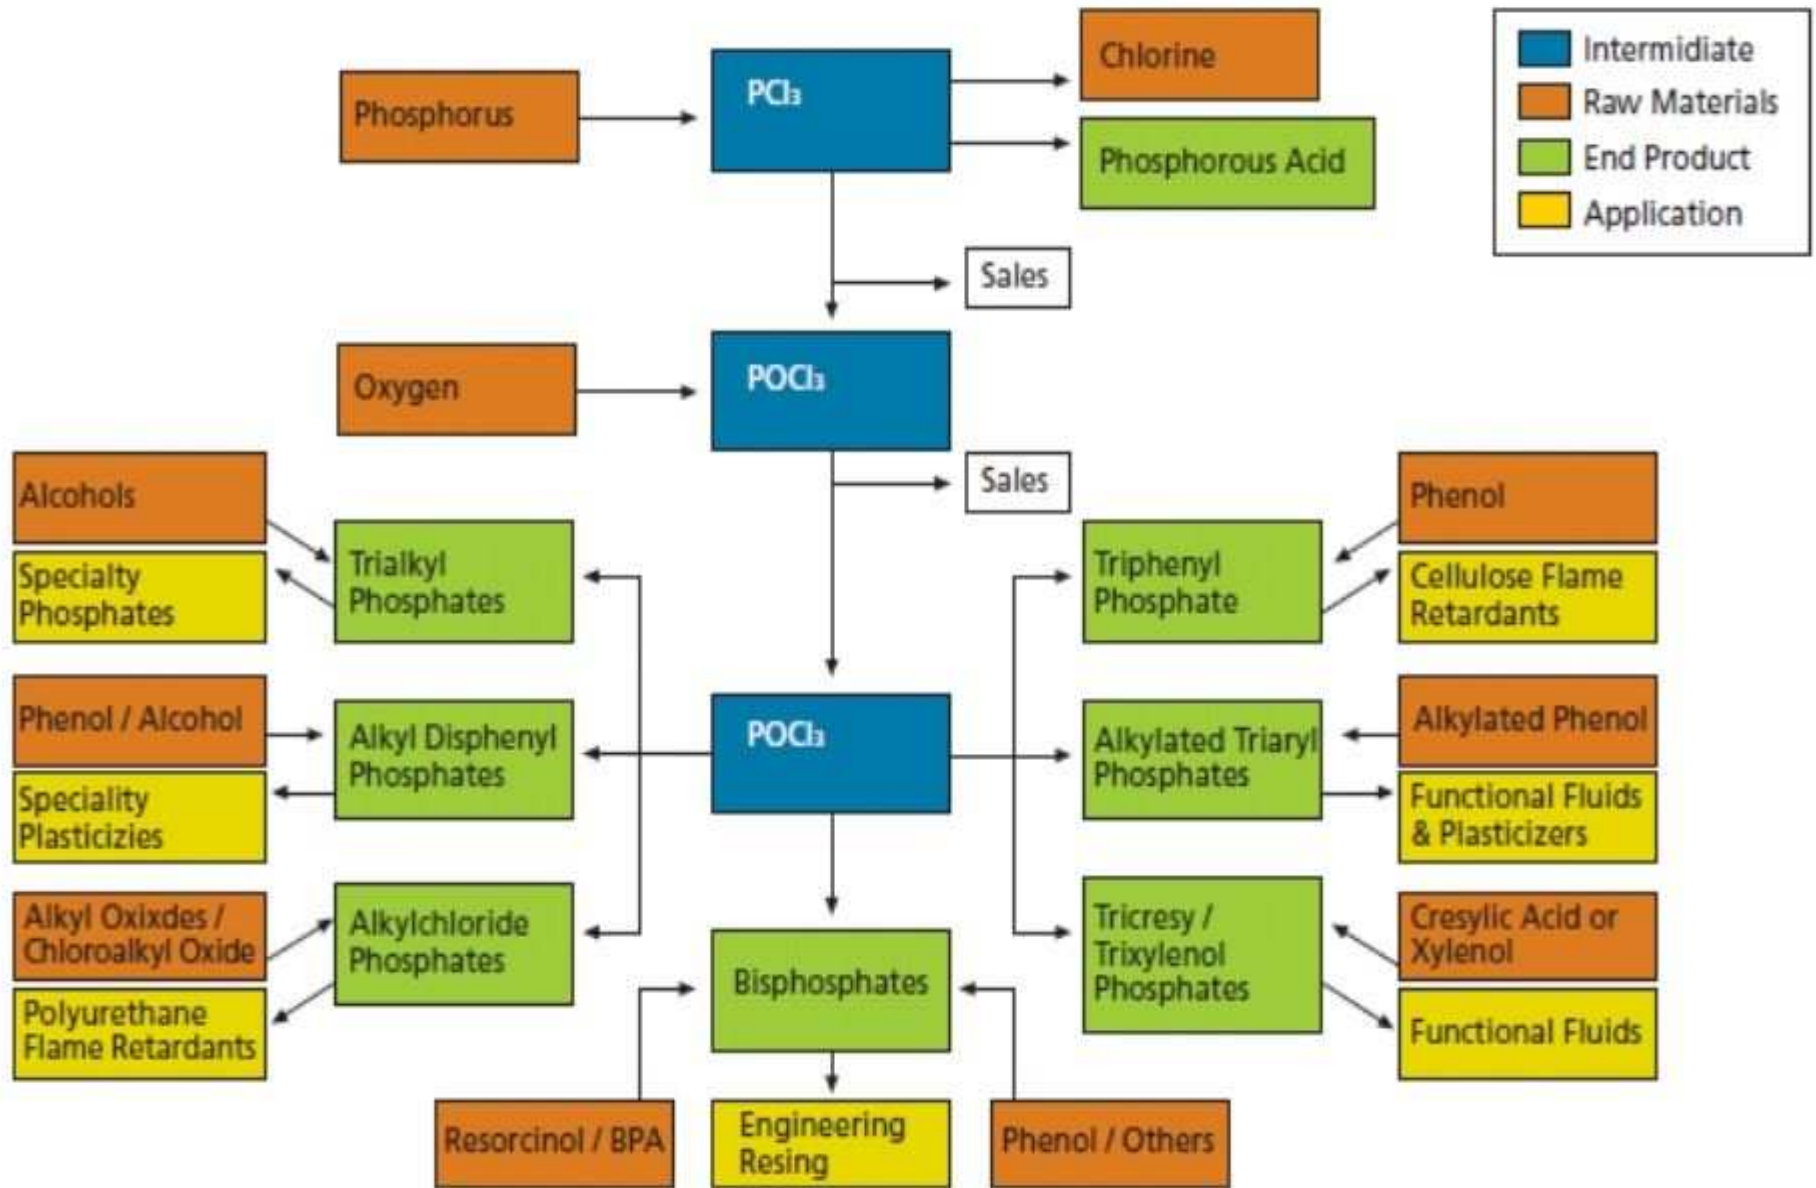 Phosphorus
PCl₃
Chlorine
Phosphorous Acid
Intermidiate
Raw Materials
End Product
Application
Sales
Oxygen
POCl₃
Sales
Alcohols
Specialty
Phosphates
Trialkyl
Phosphates
Triphenyl
Phosphate
Phenol
Cellulose Flame
Retardants
Phenol / Alcohol
Speciality
Plasticizies
Alkyl Disphenyl
Phosphates
POCl₃
Alkylated Triaryl
Phosphates
Alkylated Phenol
Functional Fluids
& Plasticizers
Alkyl Oxixdes /
Chloroalkyl Oxide
Polyurethane
Flame Retardants
Alkylchloride
Phosphates
Bisphosphates
Tricresy /
Trixylenol
Phosphates
Cresylic Acid or
Xylenol
Functional Fluids
Resorcinol / BPA
Engineering
Resing
Phenol / Others